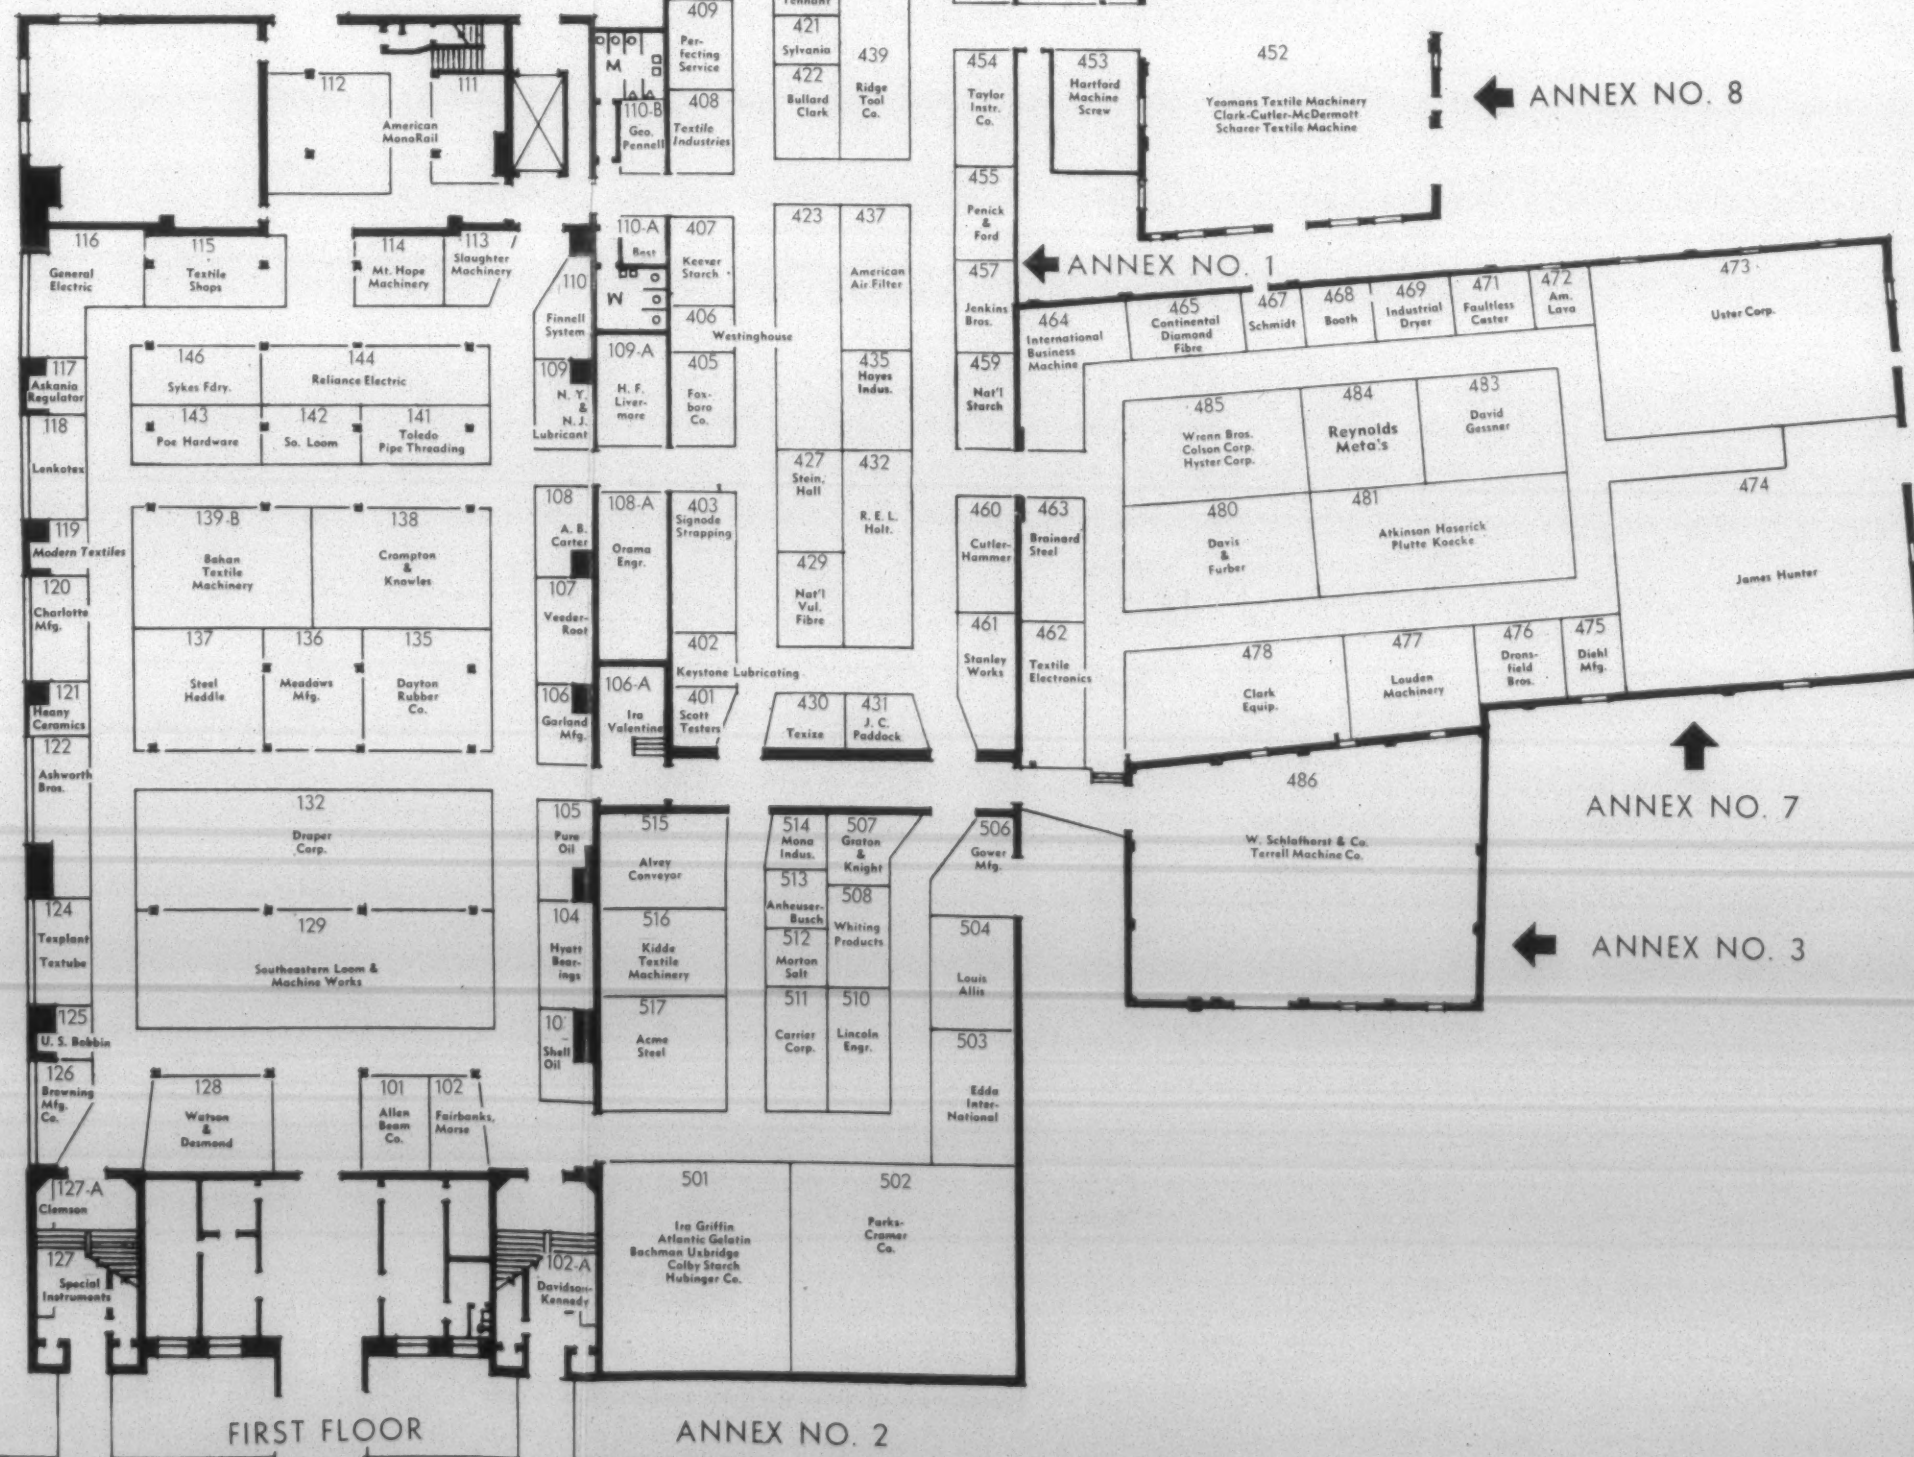 409
Per-
fecting
Service
408
Textile
Industries
421
Sylvania
422
Bullard
Clark
439
Ridge
Tool
Co.
454
Taylor
Instr.
Co.
453
Hartford
Machine
Screw
452
Yeomans Textile Machinery
Clark-Cutler-McDermott
Scharer Textile Machine
ANNEX NO. 8
112
American
MonoRail
111
M
110-B
Geo.
Pennell
455
Penick
&
Ford
457
Jenkins
Bros.
ANNEX NO. 1
116
General
Electric
115
Textile
Shops
114
Mt. Hope
Machinery
113
Slaughter
Machinery
110
Finnell
System
110-A
Best
W
407
Keever
Starch
406
Westinghouse
423
437
American
Air Filter
435
Hayes
Indus.
459
Nat'l
Starch
464
International
Business
Machine
465
Continental
Diamond
Fibre
467
Schmidt
468
Booth
469
Industrial
Dryer
471
Faultless
Caster
472
Am.
Lava
473
Uster Corp.
117
Askania
Regulator
118
Lenkotex
146
Sykes Fdry.
144
Reliance Electric
143
Poe Hardware
142
So. Loom
141
Toledo
Pipe Threading
109
N. Y.
&
N. J.
Lubricant
109-A
H. F.
Liver-
more
405
Fox-
boro
Co.
485
Wrenn Bros.
Colson Corp.
Hyster Corp.
484
Reynolds
Meta's
483
David
Gessner
427
Stein,
Hall
432
R. E. L.
Holt.
429
Nat'l
Vul.
Fibre
474
James Hunter
119
Modern Textiles
120
Charlotte
Mfg.
139-B
Bahan
Textile
Machinery
138
Crompton
&
Knowles
108
A. B.
Carter
107
Veeder-
Root
108-A
Orama
Engr.
403
Signode
Strapping
402
Keystone Lubricating
401
Scott
Testers
460
Cutler-
Hammer
463
Brainard
Steel
480
Davis
&
Furber
481
Atkinson Haserick
Plutte Koecke
461
Stanley
Works
462
Textile
Electronics
478
Clark
Equip.
477
Louden
Machinery
476
Drons-
field
Bros.
475
Diehl
Mfg.
121
Heany
Ceramics
122
Ashworth
Bros.
137
Steel
Heddle
136
Meadows
Mfg.
135
Dayton
Rubber
Co.
106
Garland
Mfg.
106-A
Ira
Valentine
430
Texize
431
J. C.
Paddock
486
W. Schlafhorst & Co.
Terrell Machine Co.
ANNEX NO. 7
132
Draper
Corp.
105
Pure
Oil
515
Alvey
Conveyor
514
Mona
Indus.
507
Graton
&
Knight
506
Gower
Mfg.
513
Anheuser-
Busch
508
Whiting
Products
512
Morton
Salt
124
Texplant
Textube
129
Southeastern Loom &
Machine Works
104
Hyatt
Bear-
ings
516
Kidde
Textile
Machinery
504
Louis
Allis
ANNEX NO. 3
125
U. S. Bobbin
126
Browning
Mfg.
Co.
10
Shell
Oil
517
Acme
Steel
511
Carrier
Corp.
510
Lincoln
Engr.
503
Edda
Inter-
National
128
Watson
&
Desmond
101
Allen
Beam
Co.
102
Fairbanks,
Morse
127-A
Clemson
127
Special
Instruments
102-A
Davidson-
Kennedy
501
Ira Griffin
Atlantic Gelatin
Bachman Uxbridge
Colby Starch
Hubinger Co.
502
Parks-
Cramer
Co.
FIRST FLOOR
ANNEX NO. 2